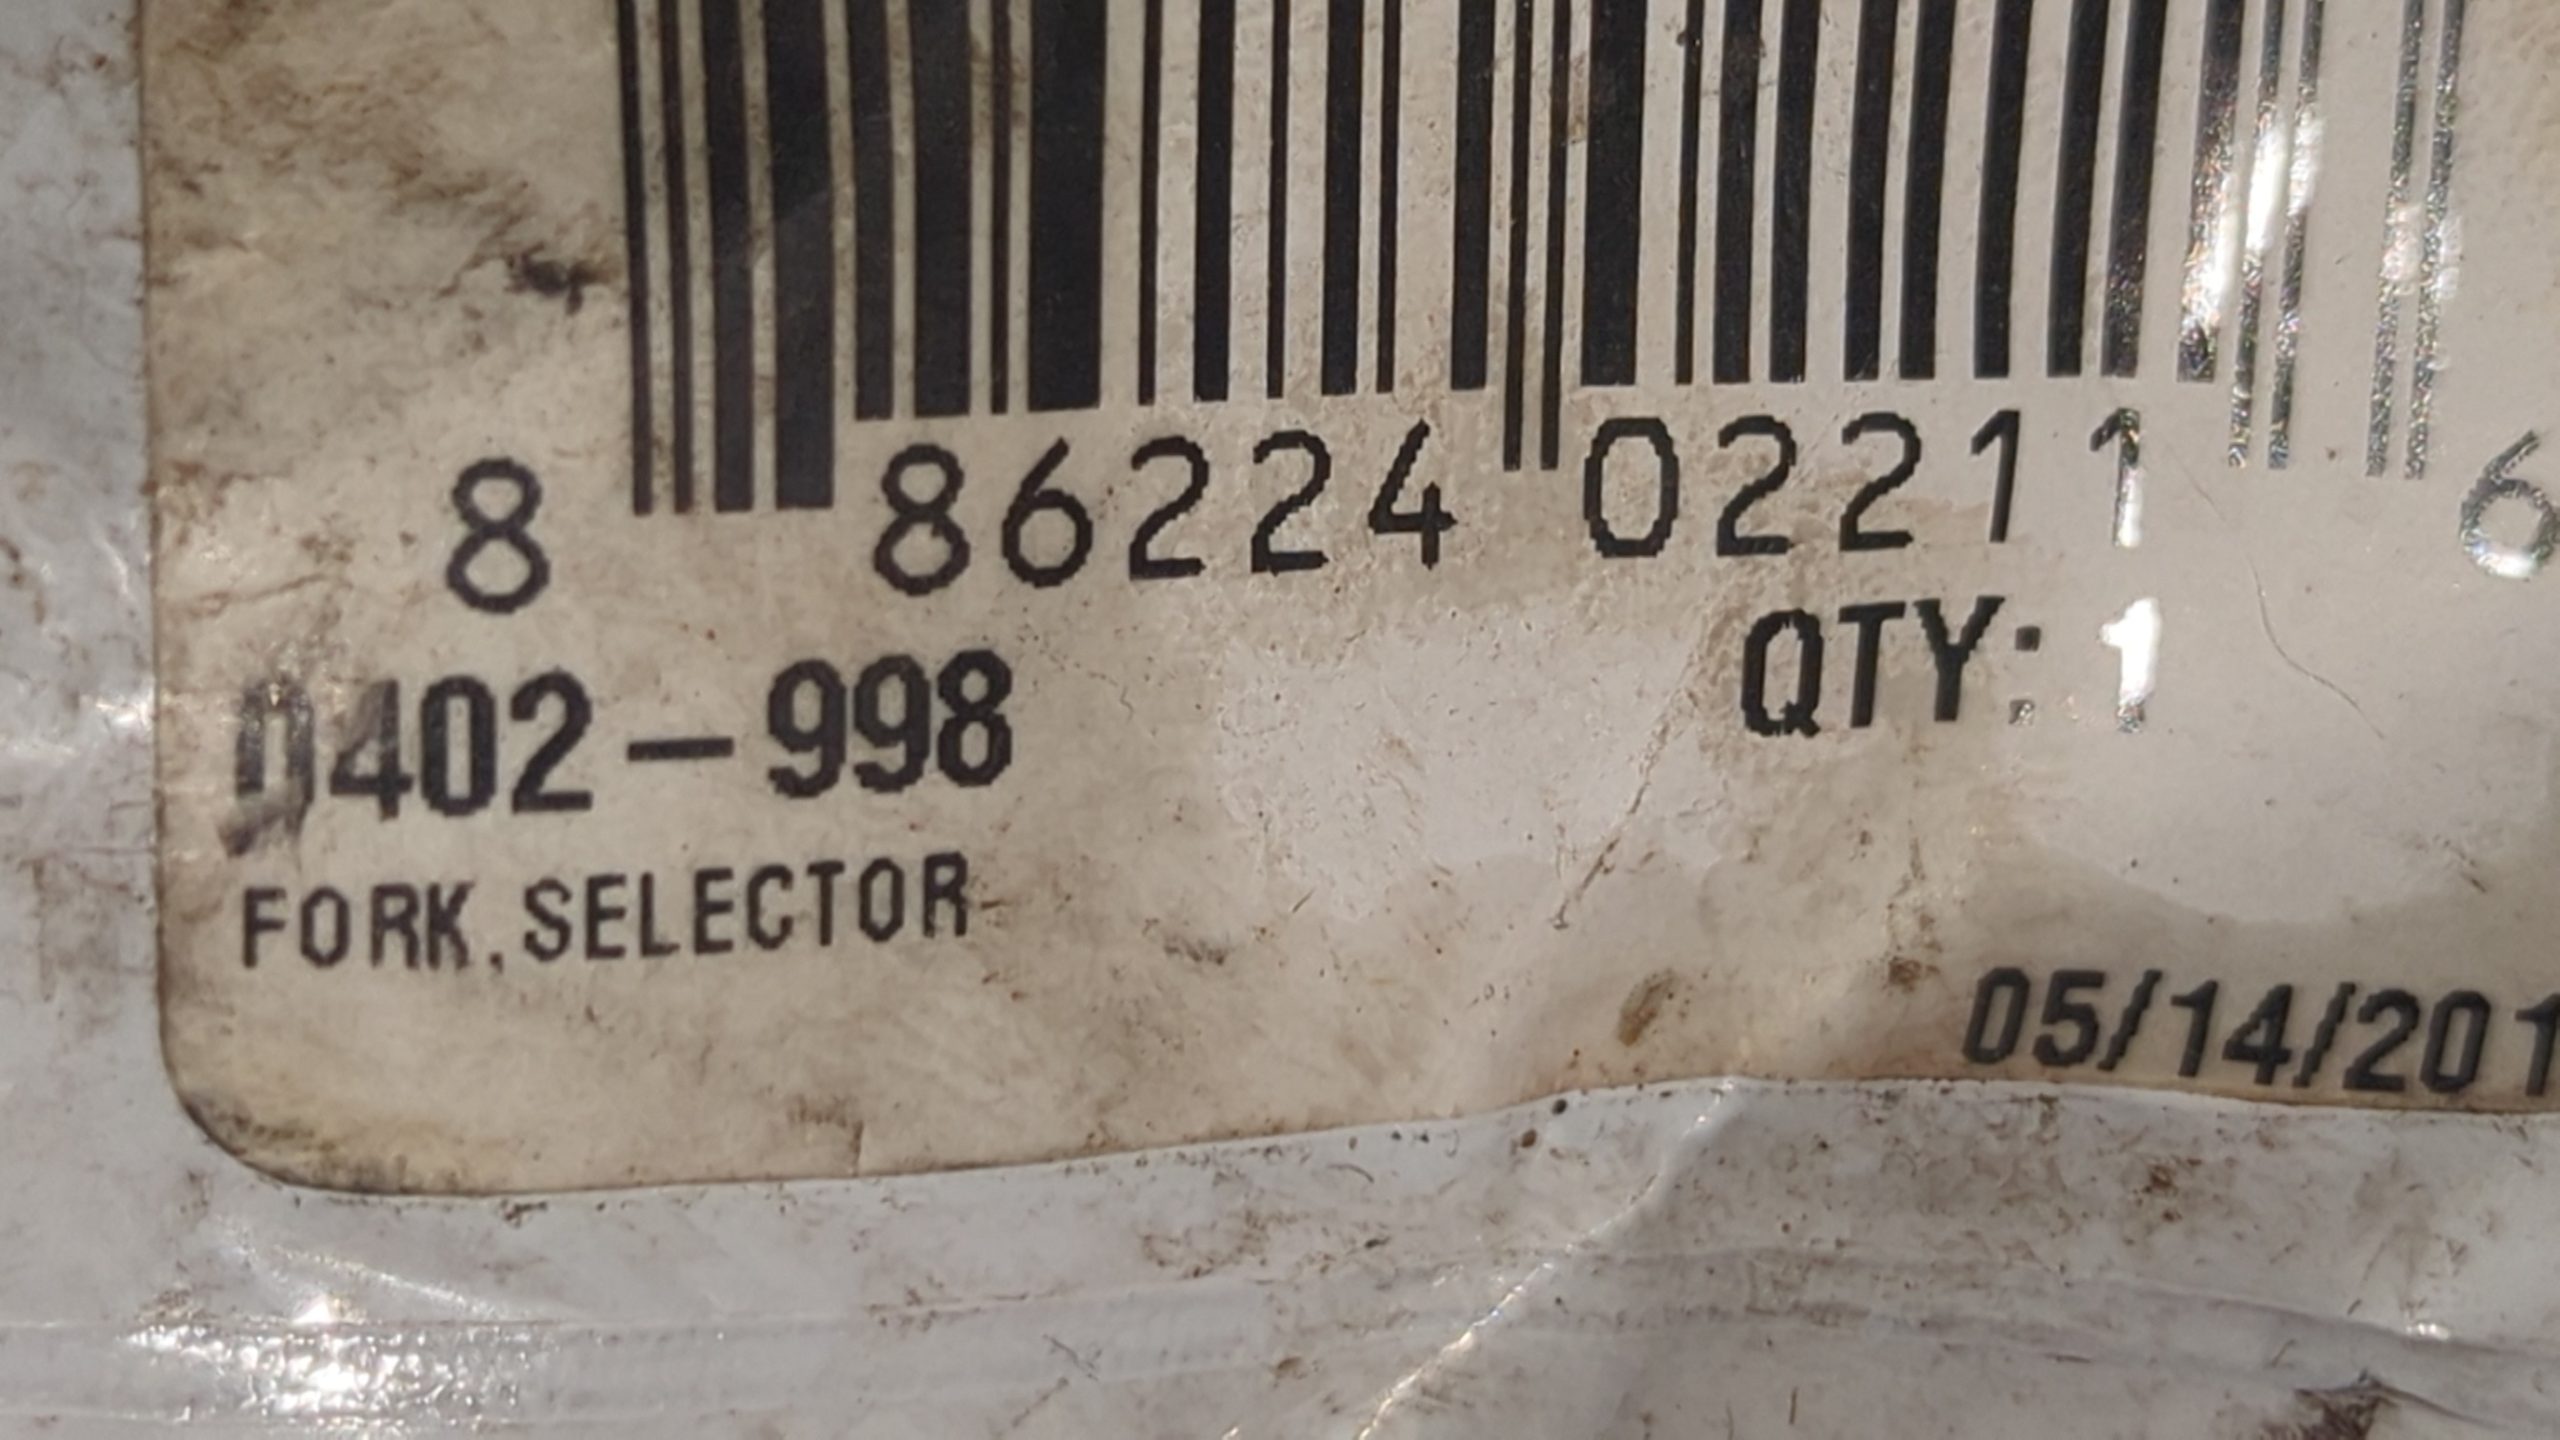 8 86224 02211 6
0402-998 QTY: 1
FORK, SELECTOR
05/14/201